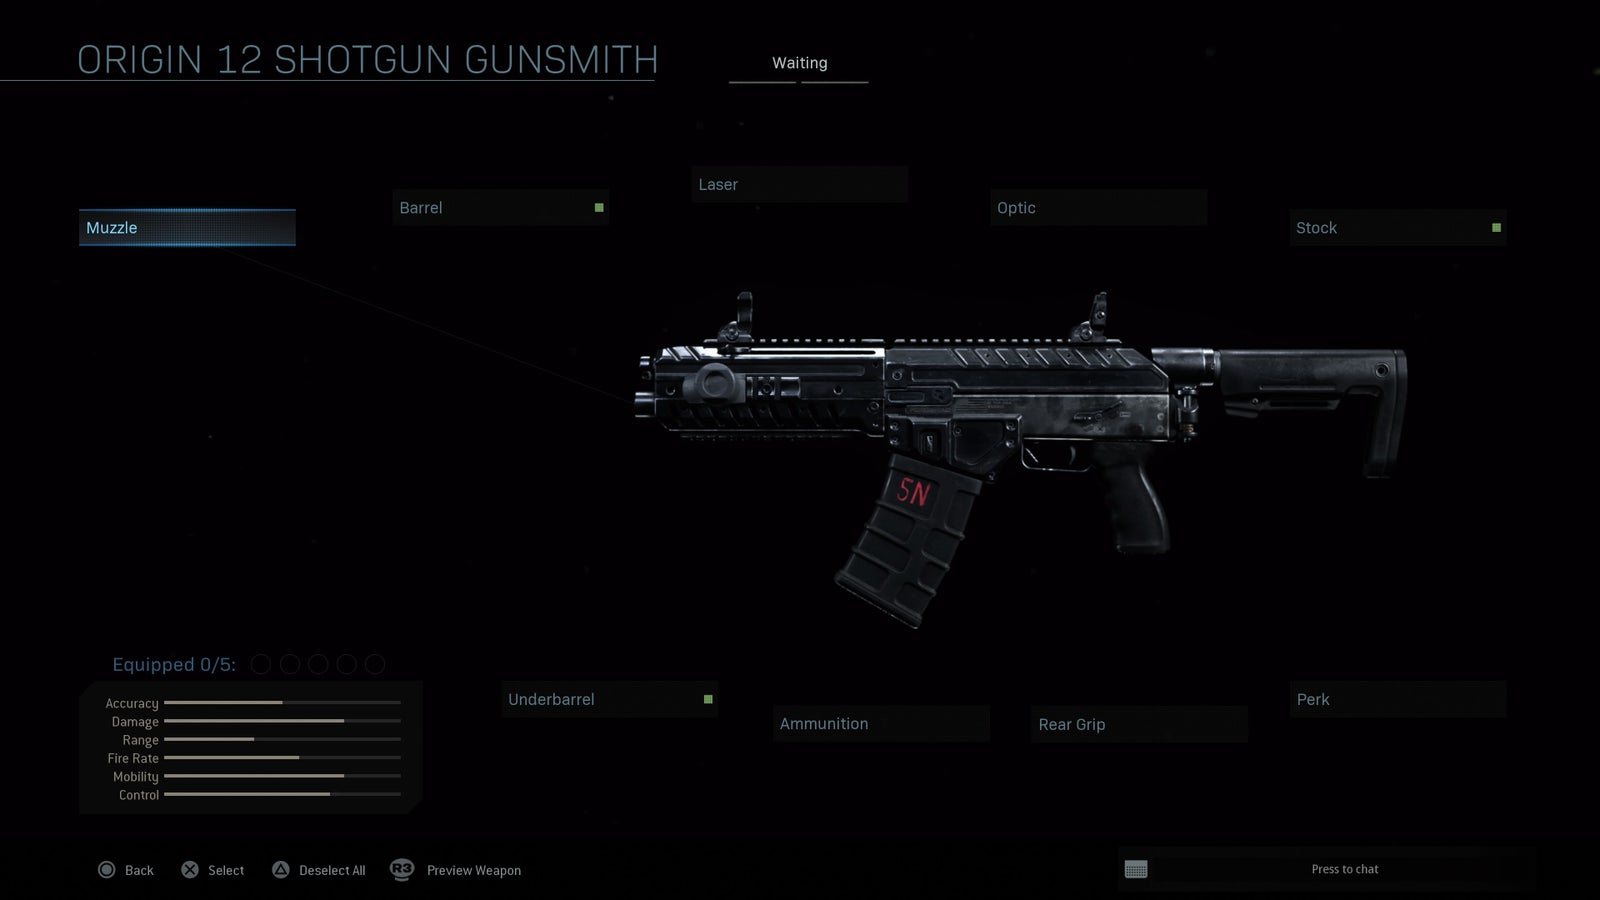 ORIGIN 12 SHOTGUN GUNSMITH
Waiting
Laser
Barrel
Optic
Muzzle
Stock
5N
Equipped 0/5:
Accuracy
Damage
Range
Fire Rate
Mobility
Control
Underbarrel
Ammunition
Rear Grip
Perk
Back
Select
Deselect All
R3 Preview Weapon
Press to chat